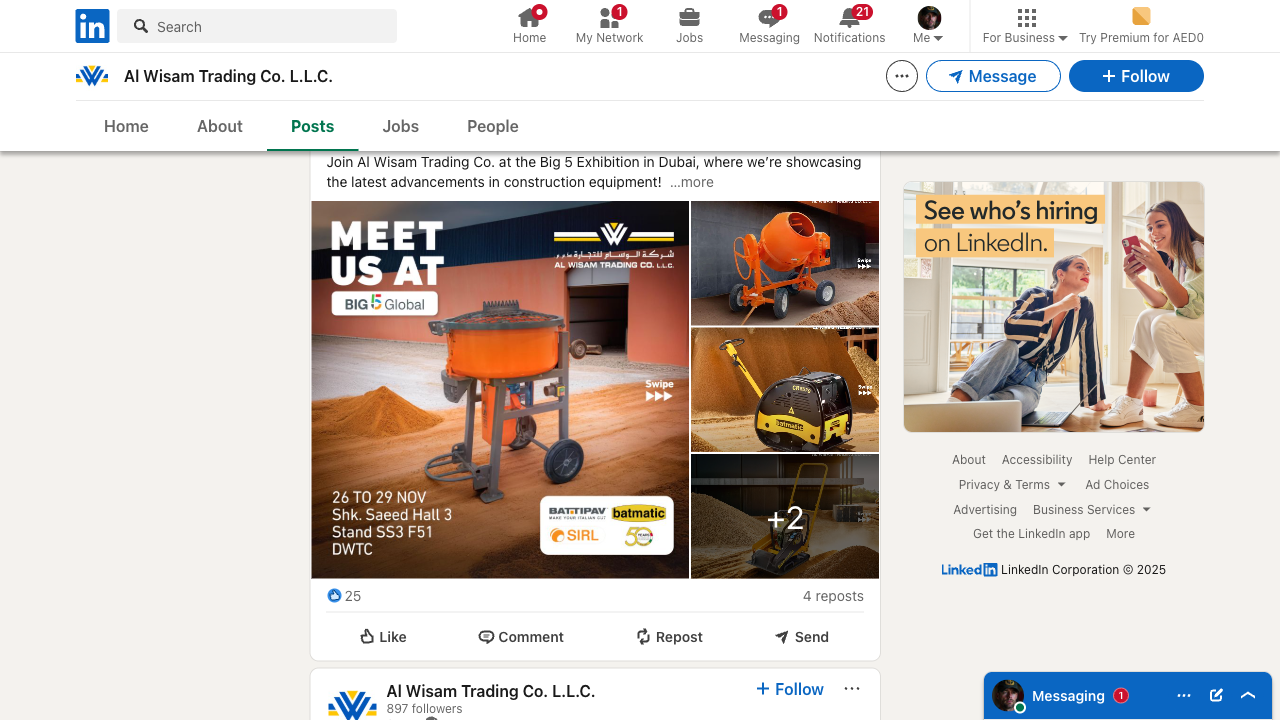 Search
1
1
21
Home
My Network
Jobs
Messaging
Notifications
Me
For Business
Try Premium for AED0
Al Wisam Trading Co. L.L.C.
Message
Follow
Home
About
Posts
Jobs
People
Join Al Wisam Trading Co. at the Big 5 Exhibition in Dubai, where we're showcasing
the latest advancements in construction equipment! ...more
MEET
US AT
BIG 5 Global
شركة الوسام للتجارة ذ.م.م
AL WISAM TRADING CO. L.L.C.
Swipe
26 TO 29 NOV
Shk. Saeed Hall 3
Stand SS3 F51
DWTC
BATTIPAV
MAKE YOUR ITALIAN CUT
batmatic
SIRL
50 YEARS
Swipe
batmatic
Swipe
+2
25
4 reposts
Like
Comment
Repost
Send
Al Wisam Trading Co. L.L.C.
897 followers
Follow
See who's hiring
on LinkedIn.
About
Accessibility
Help Center
Privacy & Terms
Ad Choices
Advertising
Business Services
Get the LinkedIn app
More
LinkedIn LinkedIn Corporation © 2025
Messaging
1